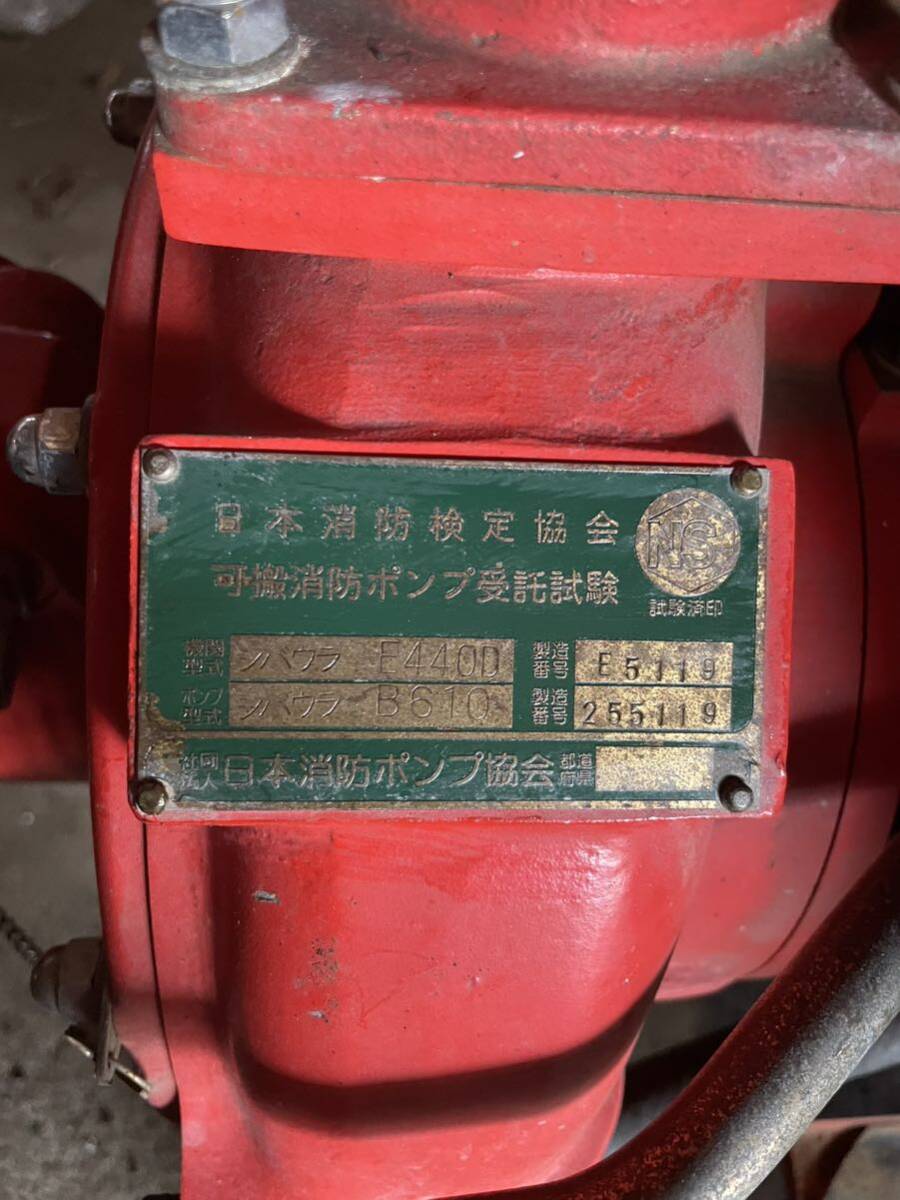 日本消防検定協会
NS
可搬消防ポンプ受託試験
試験済印
機関型式 シバウラ E440D 製造番号 E5119
ポンプ型式 シバウラ B610 製造番号 255119
社団法人 日本消防ポンプ協会 都道府県